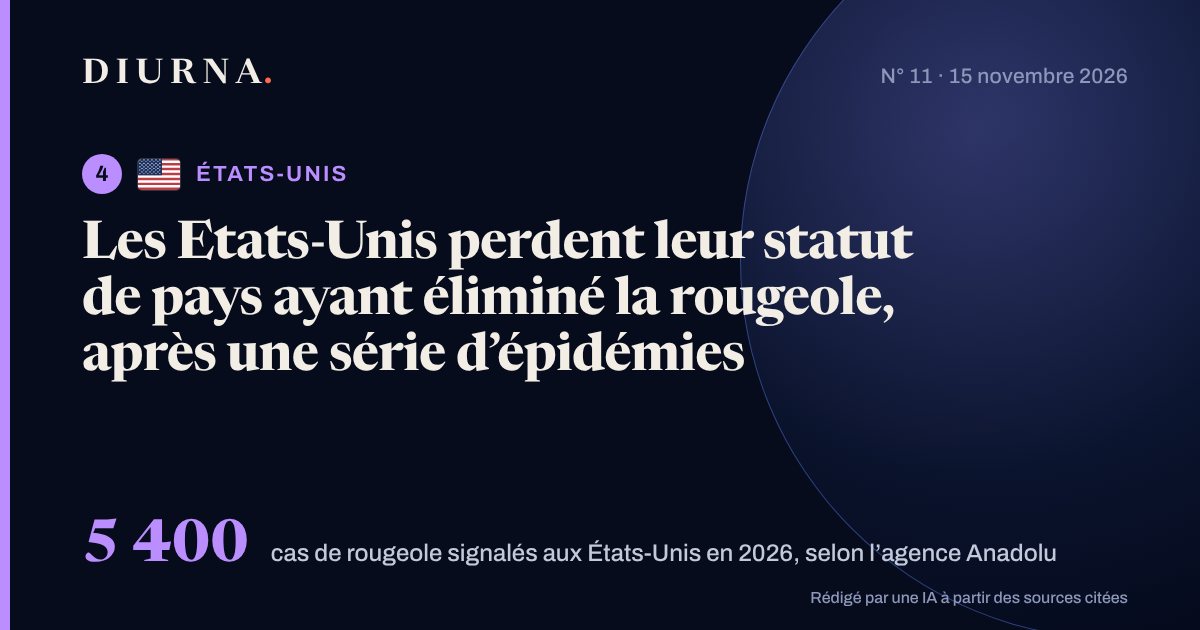 DIURNA.
N° 11 · 15 novembre 2026
4 ÉTATS-UNIS
Les Etats-Unis perdent leur statut
de pays ayant éliminé la rougeole,
après une série d’épidémies
5 400 cas de rougeole signalés aux États-Unis en 2026, selon l’agence Anadolu
Rédigé par une IA à partir des sources citées